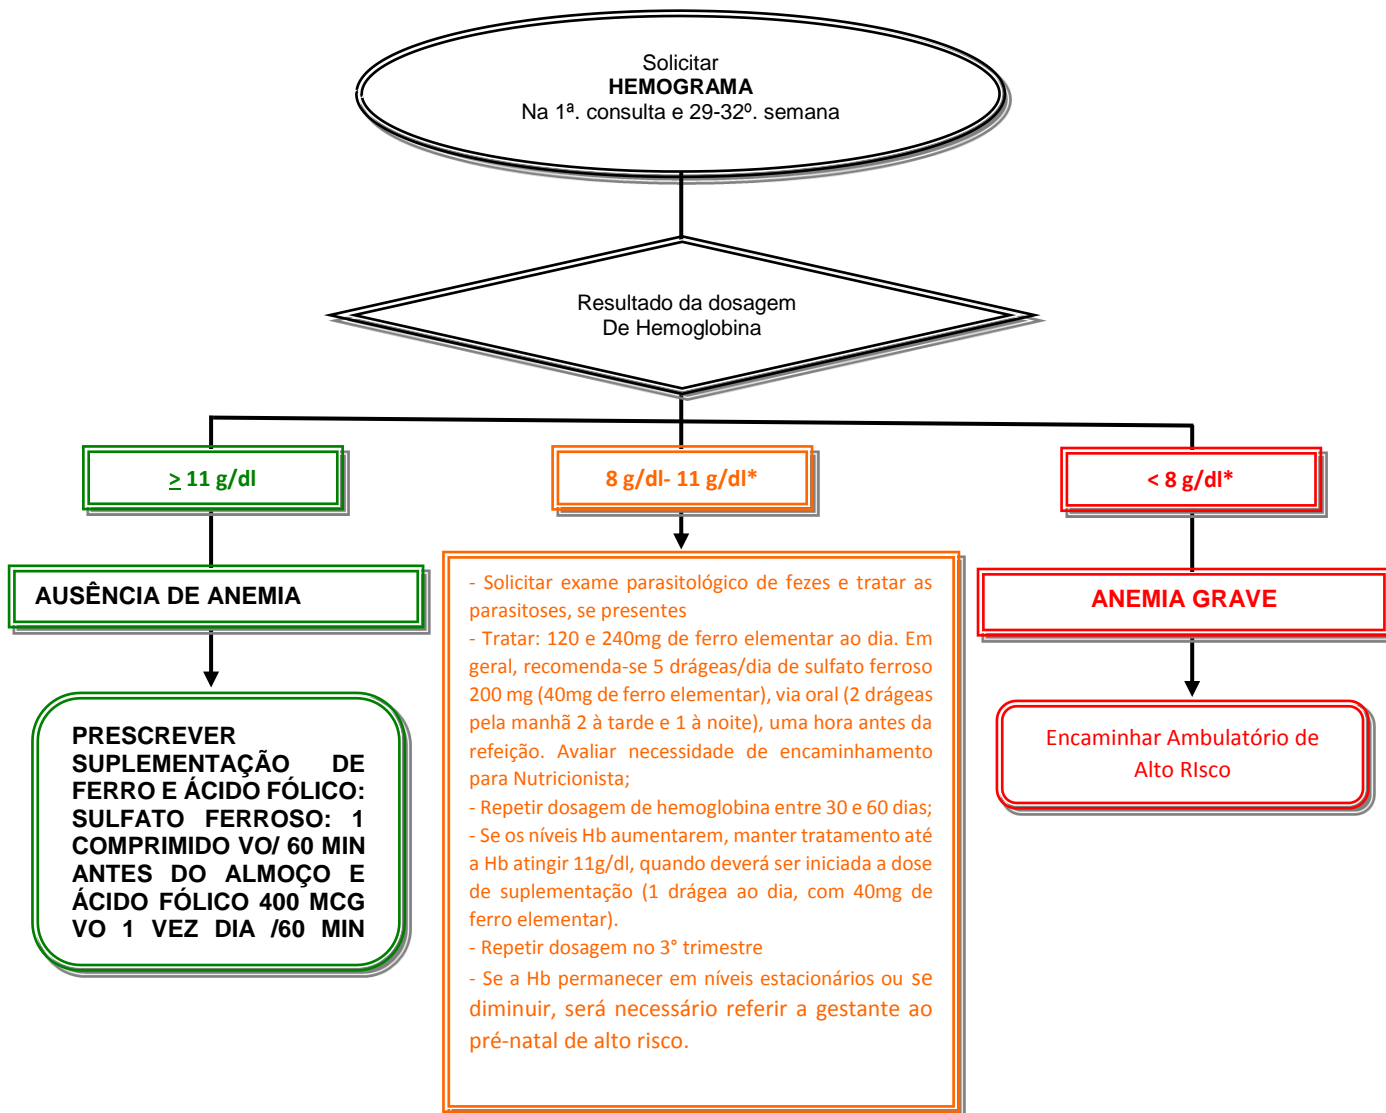 Solicitar
HEMOGRAMA
Na 1ª. consulta e 29-32º. semana
Resultado da dosagem
De Hemoglobina
≥ 11 g/dl
8 g/dl- 11 g/dl*
< 8 g/dl*
AUSÊNCIA DE ANEMIA
PRESCREVER
SUPLEMENTAÇÃO DE
FERRO E ÁCIDO FÓLICO:
SULFATO FERROSO: 1
COMPRIMIDO VO/ 60 MIN
ANTES DO ALMOÇO E
ÁCIDO FÓLICO 400 MCG
VO 1 VEZ DIA /60 MIN
- Solicitar exame parasitológico de fezes e tratar as
parasitoses, se presentes
- Tratar: 120 e 240mg de ferro elementar ao dia. Em
geral, recomenda-se 5 drágeas/dia de sulfato ferroso
200 mg (40mg de ferro elementar), via oral (2 drágeas
pela manhã 2 à tarde e 1 à noite), uma hora antes da
refeição. Avaliar necessidade de encaminhamento
para Nutricionista;
- Repetir dosagem de hemoglobina entre 30 e 60 dias;
- Se os níveis Hb aumentarem, manter tratamento até
a Hb atingir 11g/dl, quando deverá ser iniciada a dose
de suplementação (1 drágea ao dia, com 40mg de
ferro elementar).
- Repetir dosagem no 3° trimestre
- Se a Hb permanecer em níveis estacionários ou se
diminuir, será necessário referir a gestante ao
pré-natal de alto risco.
ANEMIA GRAVE
Encaminhar Ambulatório de
Alto RIsco